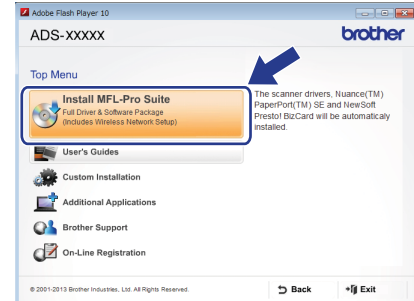 Adobe Flash Player 10
ADS-XXXXX
brother
Top Menu
Install MFL-Pro Suite
Full Driver & Software Package
(Includes Wireless Network Setup)
The scanner drivers, Nuance(TM)
PaperPort(TM) SE and NewSoft
Presto! BizCard will be automaticaly
installed.
User's Guides
Custom Installation
Additional Applications
Brother Support
On-Line Registration
© 2001-2013 Brother Industries, Ltd. All Rights Reserved.
Back
Exit